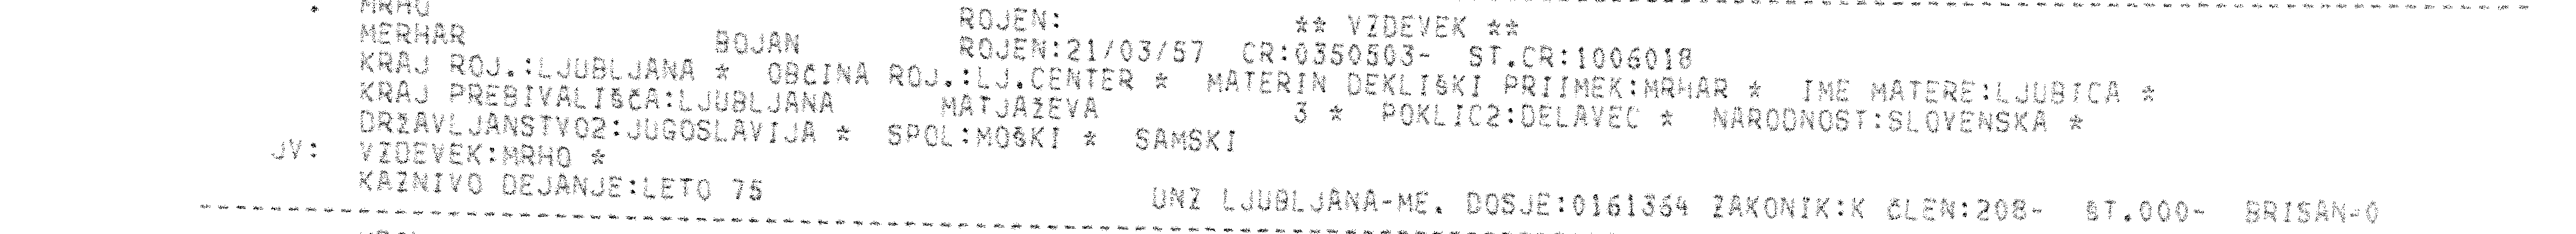 MRHO ROJEN: ** VZDEVEK **
MERHAR BOJAN ROJEN:21/03/57 CR:0350503- ST.CR:1006018
KRAJ ROJ.:LJUBLJANA * OBČINA ROJ.:LJ.CENTER * MATERIN DEKLIŠKI PRIIMEK:MRHAR * IME MATERE:LJUBICA *
KRAJ PREBIVALIŠČA:LJUBLJANA MATJAŽEVA 3 * POKLIC2:DELAVEC * NARODNOST:SLOVENSKA *
DRŽAVLJANSTVO2:JUGOSLAVIJA * SPOL:MOŠKI * SAMSKI
JV: VZDEVEK:MRHO *
KAZNIVO DEJANJE:LETO 75 UNZ LJUBLJANA-ME. DOSJE:0161364 ZAKONIK:K ČLEN:208- ŠT.000- BRISAN-0